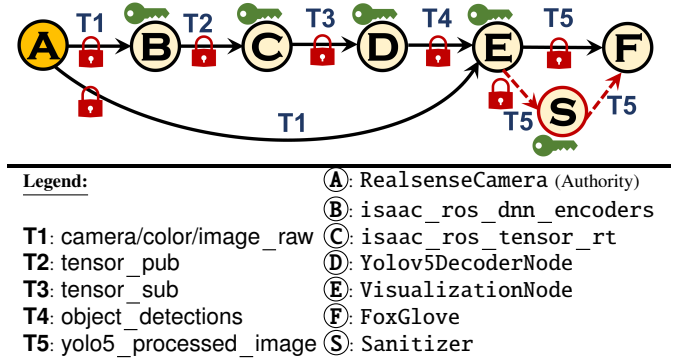 T1 T2 T3 T4 T5
A B C D E F
T1 T5 S T5
Legend: A: RealsenseCamera (Authority)
B: isaac_ros_dnn_encoders
T1: camera/color/image_raw C: isaac_ros_tensor_rt
T2: tensor_pub D: Yolov5DecoderNode
T3: tensor_sub E: VisualizationNode
T4: object_detections F: FoxGlove
T5: yolo5_processed_image S: Sanitizer